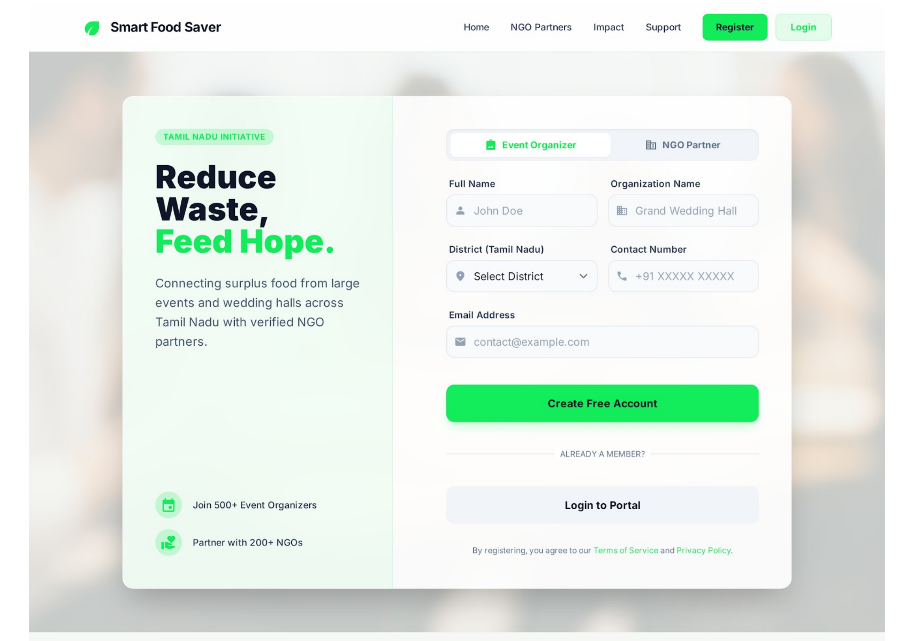 Smart Food Saver
Home
NGO Partners
Impact
Support
Register
Login
TAMIL NADU INITIATIVE
Reduce
Waste,
Feed Hope.
Connecting surplus food from large
events and wedding halls across
Tamil Nadu with verified NGO
partners.
Join 500+ Event Organizers
Partner with 200+ NGOs
Event Organizer
NGO Partner
Full Name
John Doe
Organization Name
Grand Wedding Hall
District (Tamil Nadu)
Select District
Contact Number
+91 XXXXX XXXXX
Email Address
contact@example.com
Create Free Account
ALREADY A MEMBER?
Login to Portal
By registering, you agree to our Terms of Service and Privacy Policy.